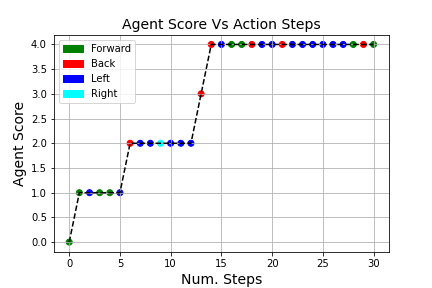 Agent Score Vs Action Steps
Forward
Back
Left
Right
4.0
3.5
3.0
2.5
2.0
1.5
1.0
0.5
0.0
Agent Score
0 5 10 15 20 25 30
Num. Steps